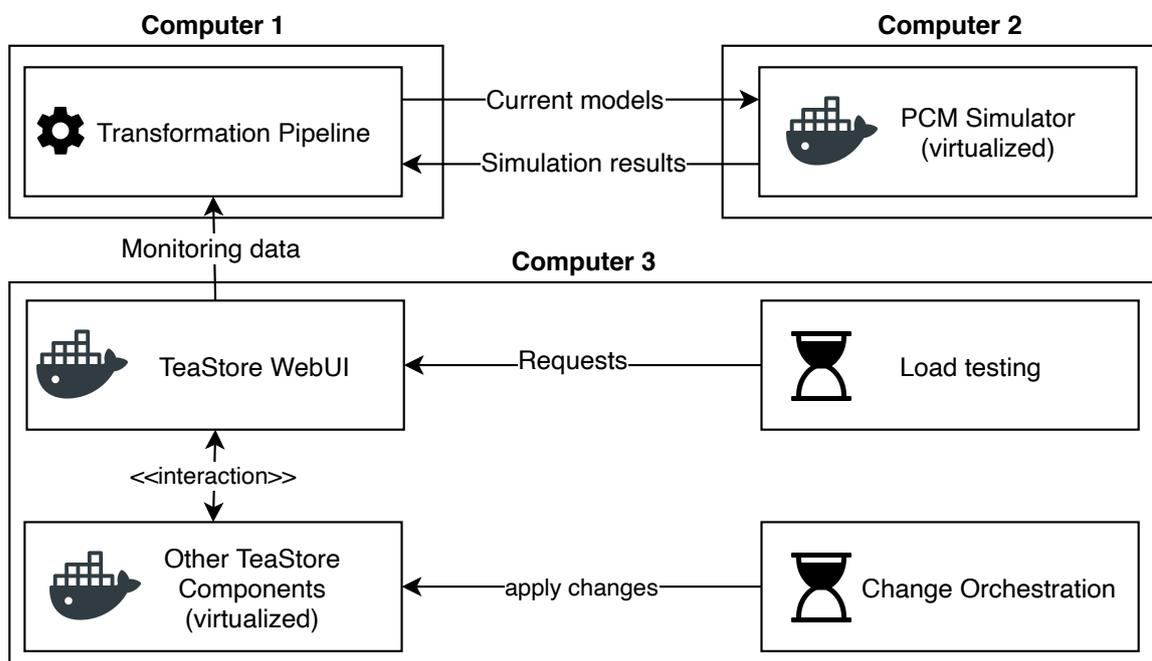 Computer 1
Computer 2
Transformation Pipeline
Current models
Simulation results
PCM Simulator
(virtualized)
Monitoring data
Computer 3
TeaStore WebUI
Requests
Load testing
<<interaction>>
Other TeaStore
Components
(virtualized)
apply changes
Change Orchestration